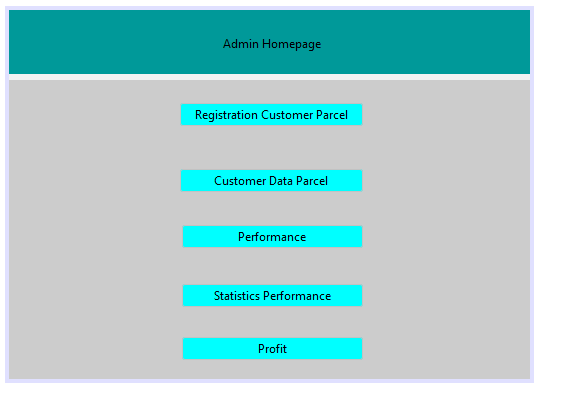 Admin Homepage
Registration Customer Parcel
Customer Data Parcel
Performance
Statistics Performance
Profit